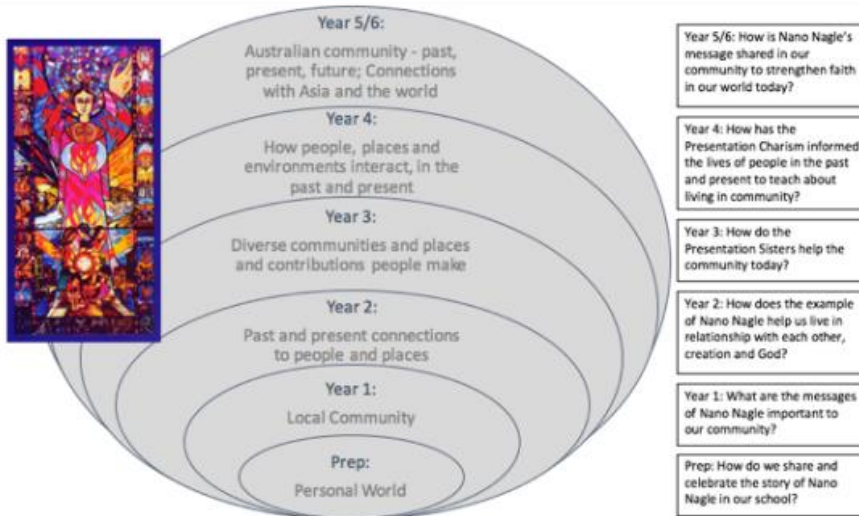 Year 5/6:
Australian community - past,
present, future; Connections
with Asia and the world
Year 4:
How people, places and
environments interact, in the
past and present
Year 3:
Diverse communities and places
and contributions people make
Year 2:
Past and present connections
to people and places
Year 1:
Local Community
Prep:
Personal World
Year 5/6: How is Nano Nagle's
message shared in our
community to strengthen faith
in our world today?
Year 4: How has the
Presentation Charism informed
the lives of people in the past
and present to teach about
living in community?
Year 3: How do the
Presentation Sisters help the
community today?
Year 2: How does the example
of Nano Nagle help us live in
relationship with each other,
creation and God?
Year 1: What are the messages
of Nano Nagle important to
our community?
Prep: How do we share and
celebrate the story of Nano
Nagle in our school?